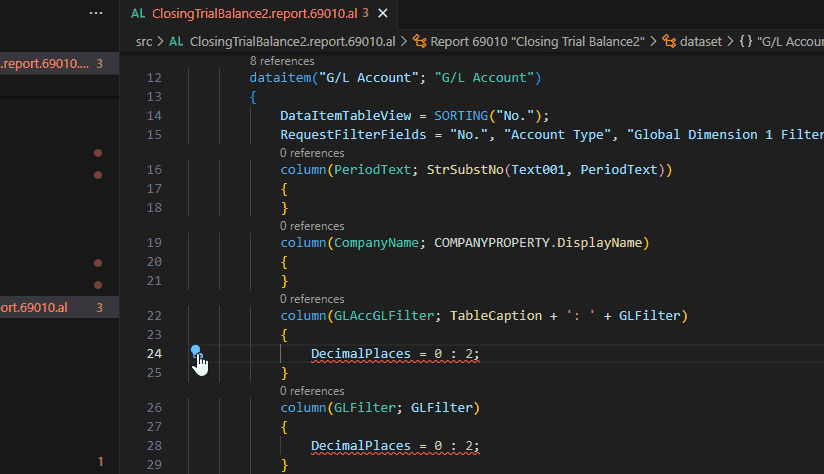 ··· AL ClosingTrialBalance2.report.69010.al 3 ×
src > AL ClosingTrialBalance2.report.69010.al > Report 69010 "Closing Trial Balance2" > dataset > {} "G/L Accour
.report.69010.... 3
8 references
12 dataitem("G/L Account"; "G/L Account")
13 {
14 DataItemTableView = SORTING("No.");
15 RequestFilterFields = "No.", "Account Type", "Global Dimension 1 Filter
0 references
16 column(PeriodText; StrSubstNo(Text001, PeriodText))
17 {
18 }
0 references
19 column(CompanyName; COMPANYPROPERTY.DisplayName)
20 {
21 }
0 references
ort.69010.al 3
22 column(GLAccGLFilter; TableCaption + ': ' + GLFilter)
23 {
24 DecimalPlaces = 0 : 2;
25 }
0 references
26 column(GLFilter; GLFilter)
27 {
28 DecimalPlaces = 0 : 2;
1
29 }